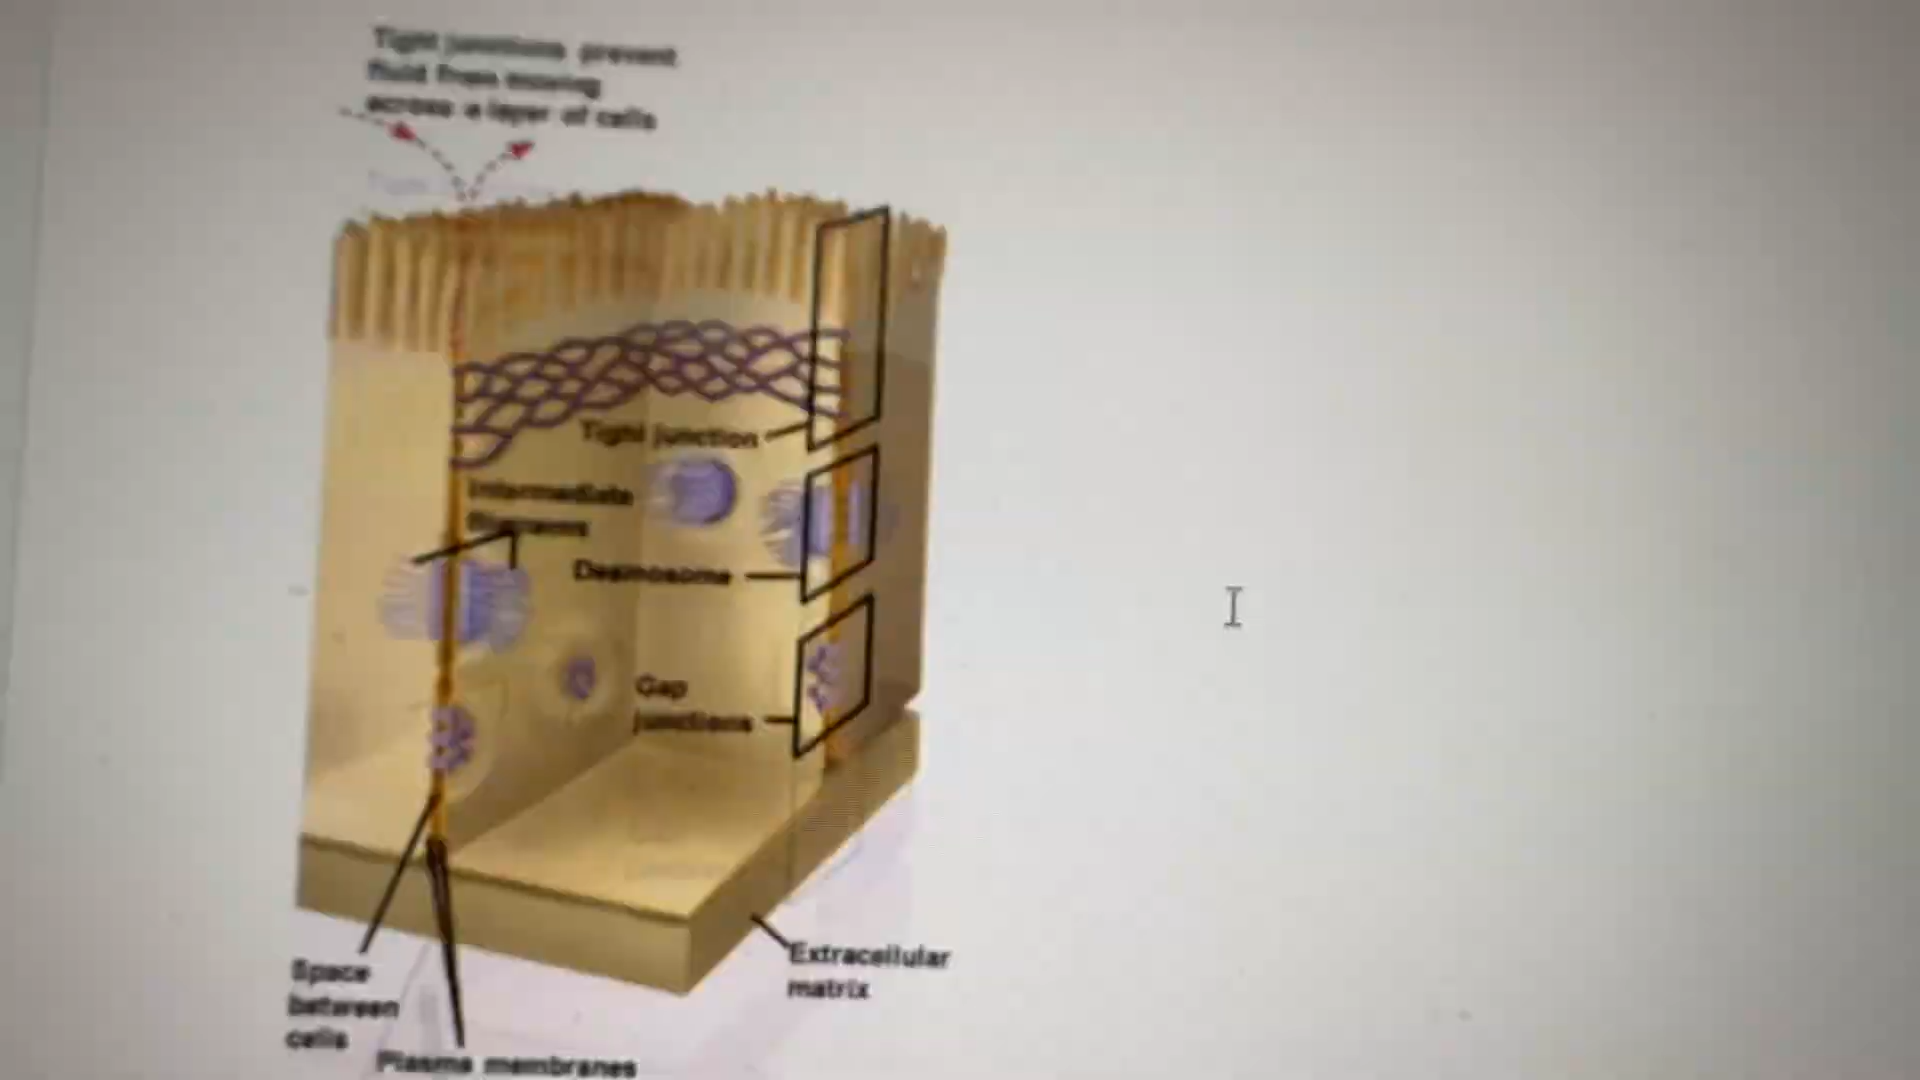 Tight junctions prevent
fluid from moving
across a layer of cells
Tight junction
Intermediate
filaments
Desmosome
Gap
junctions
Space
between
cells
Extracellular
matrix
Plasma membranes